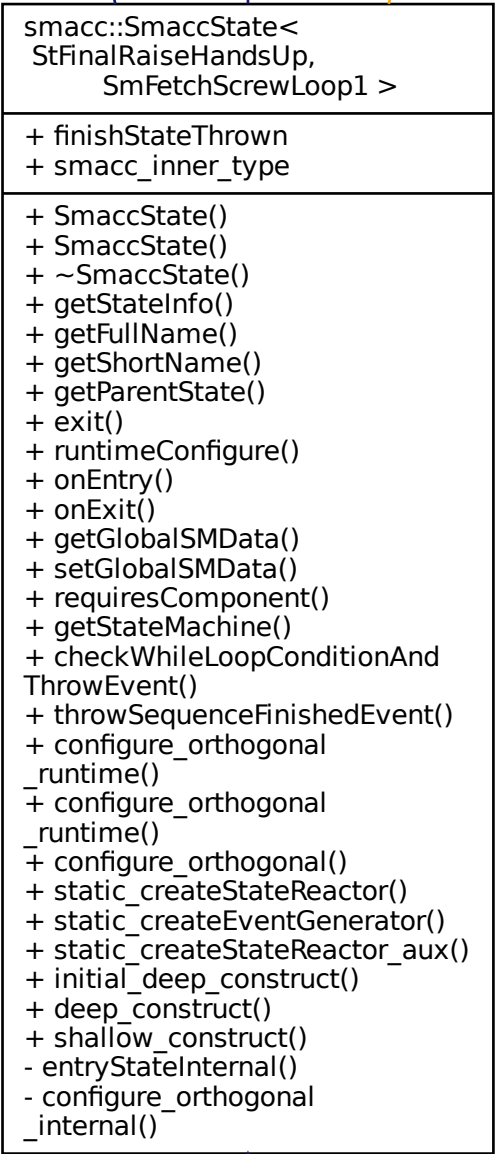 smacc::SmaccState<
StFinalRaiseHandsUp,
SmFetchScrewLoop1 >
+ finishStateThrown
+ smacc_inner_type
+ SmaccState()
+ SmaccState()
+ ~SmaccState()
+ getStateInfo()
+ getFullName()
+ getShortName()
+ getParentState()
+ exit()
+ runtimeConfigure()
+ onEntry()
+ onExit()
+ getGlobalSMData()
+ setGlobalSMData()
+ requiresComponent()
+ getStateMachine()
+ checkWhileLoopConditionAnd
ThrowEvent()
+ throwSequenceFinishedEvent()
+ configure_orthogonal
_runtime()
+ configure_orthogonal
_runtime()
+ configure_orthogonal()
+ static_createStateReactor()
+ static_createEventGenerator()
+ static_createStateReactor_aux()
+ initial_deep_construct()
+ deep_construct()
+ shallow_construct()
- entryStateInternal()
- configure_orthogonal
_internal()